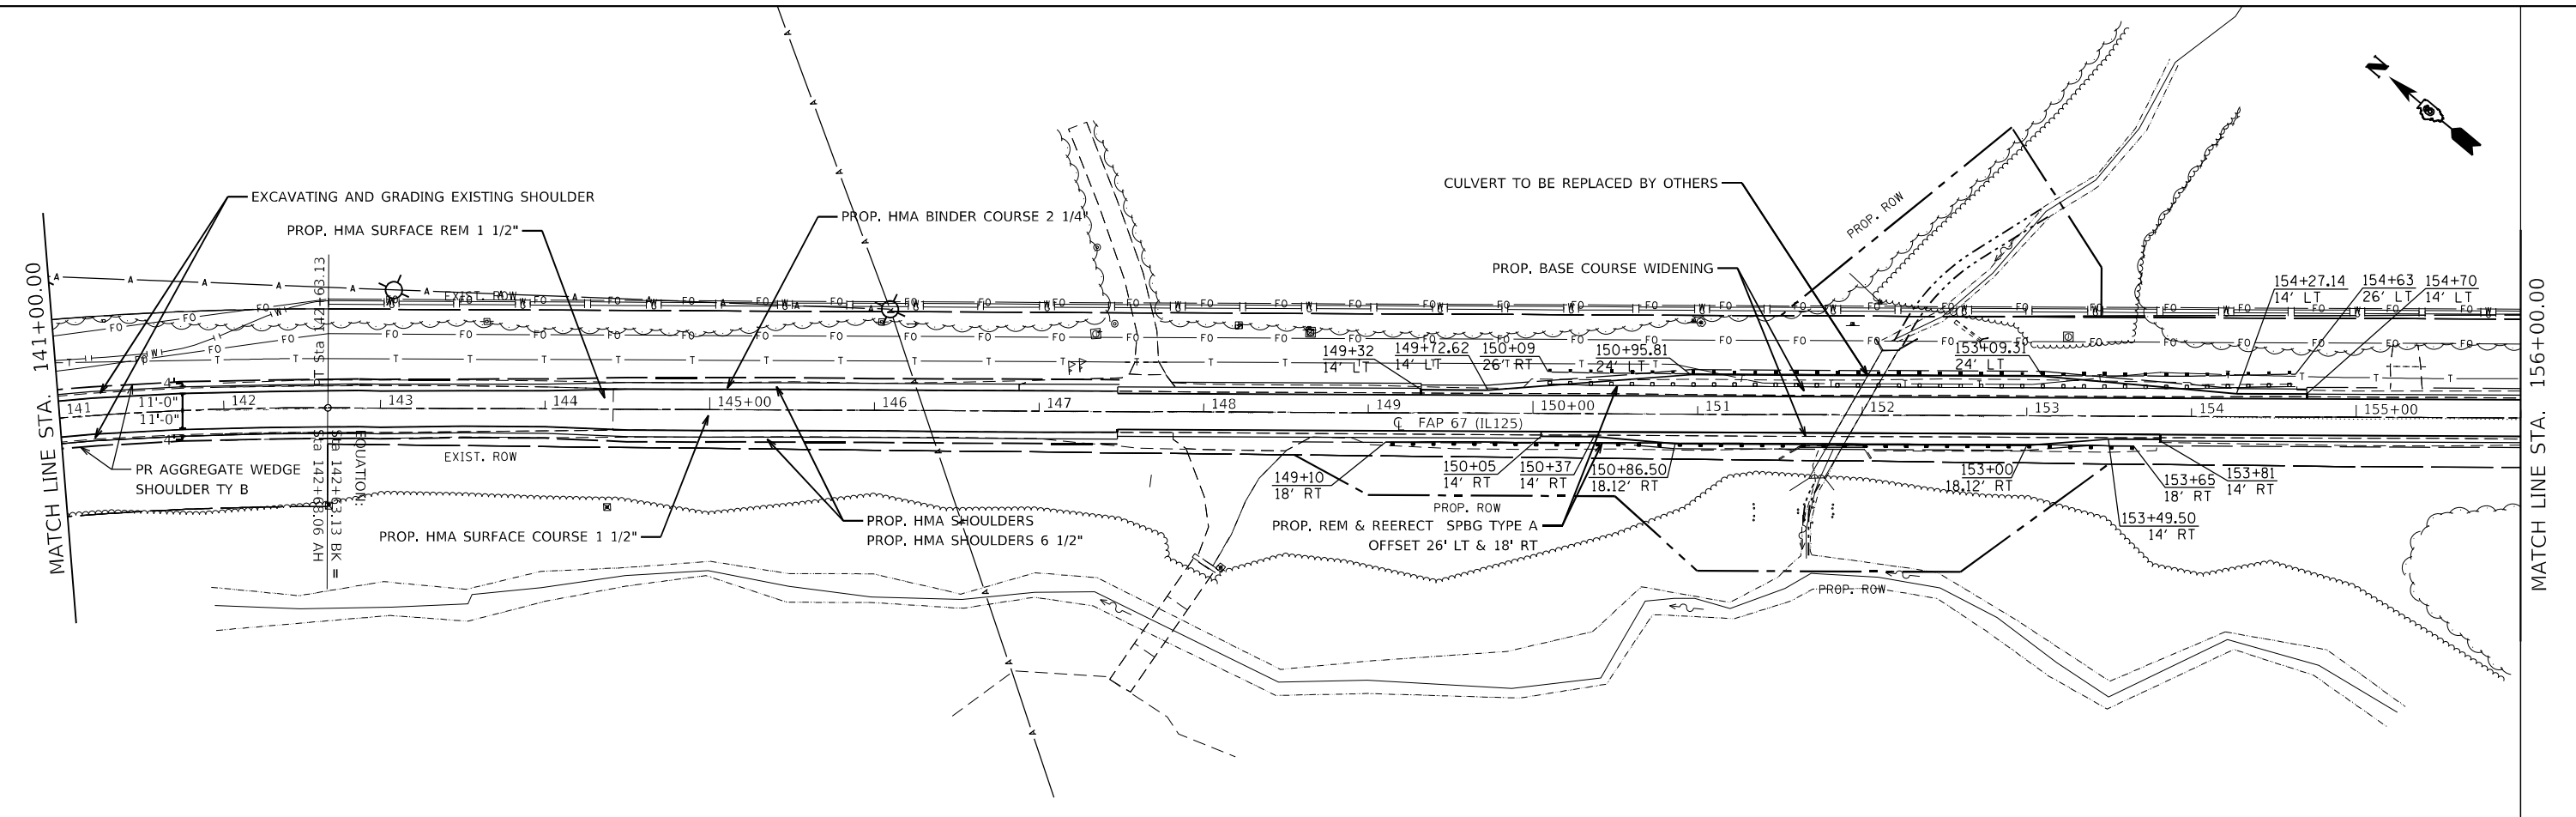 N
MATCH LINE STA. 141+00.00
EXCAVATING AND GRADING EXISTING SHOULDER
PROP. HMA SURFACE REM 1 1/2"
PROP. HMA BINDER COURSE 2 1/4"
CULVERT TO BE REPLACED BY OTHERS
PROP. BASE COURSE WIDENING
PROP. ROW
EXIST. ROW
PT Sta 142+63.13
149+32
14' LT
149+72.62
14' LT
150+09
26' RT
150+95.81
24' LT
153+09.31
24' LT
154+27.14
14' LT
154+63
26' LT
154+70
14' LT
4'
11'-0"
11'-0"
4'
141
142
143
144
145+00
146
147
148
149
150+00
151
152
153
154
155+00
℄ FAP 67 (IL125)
EQUATION:
Sta 142+63.13 BK =
Sta 142+68.06 AH
EXIST. ROW
PR AGGREGATE WEDGE
SHOULDER TY B
PROP. HMA SURFACE COURSE 1 1/2"
PROP. HMA SHOULDERS
PROP. HMA SHOULDERS 6 1/2"
149+10
18' RT
150+05
14' RT
150+37
14' RT
150+86.50
18.12' RT
153+00
18.12' RT
153+65
18' RT
153+81
14' RT
153+49.50
14' RT
PROP. ROW
PROP. REM & REERECT SPBG TYPE A
OFFSET 26' LT & 18' RT
PROP. ROW
MATCH LINE STA. 156+00.00